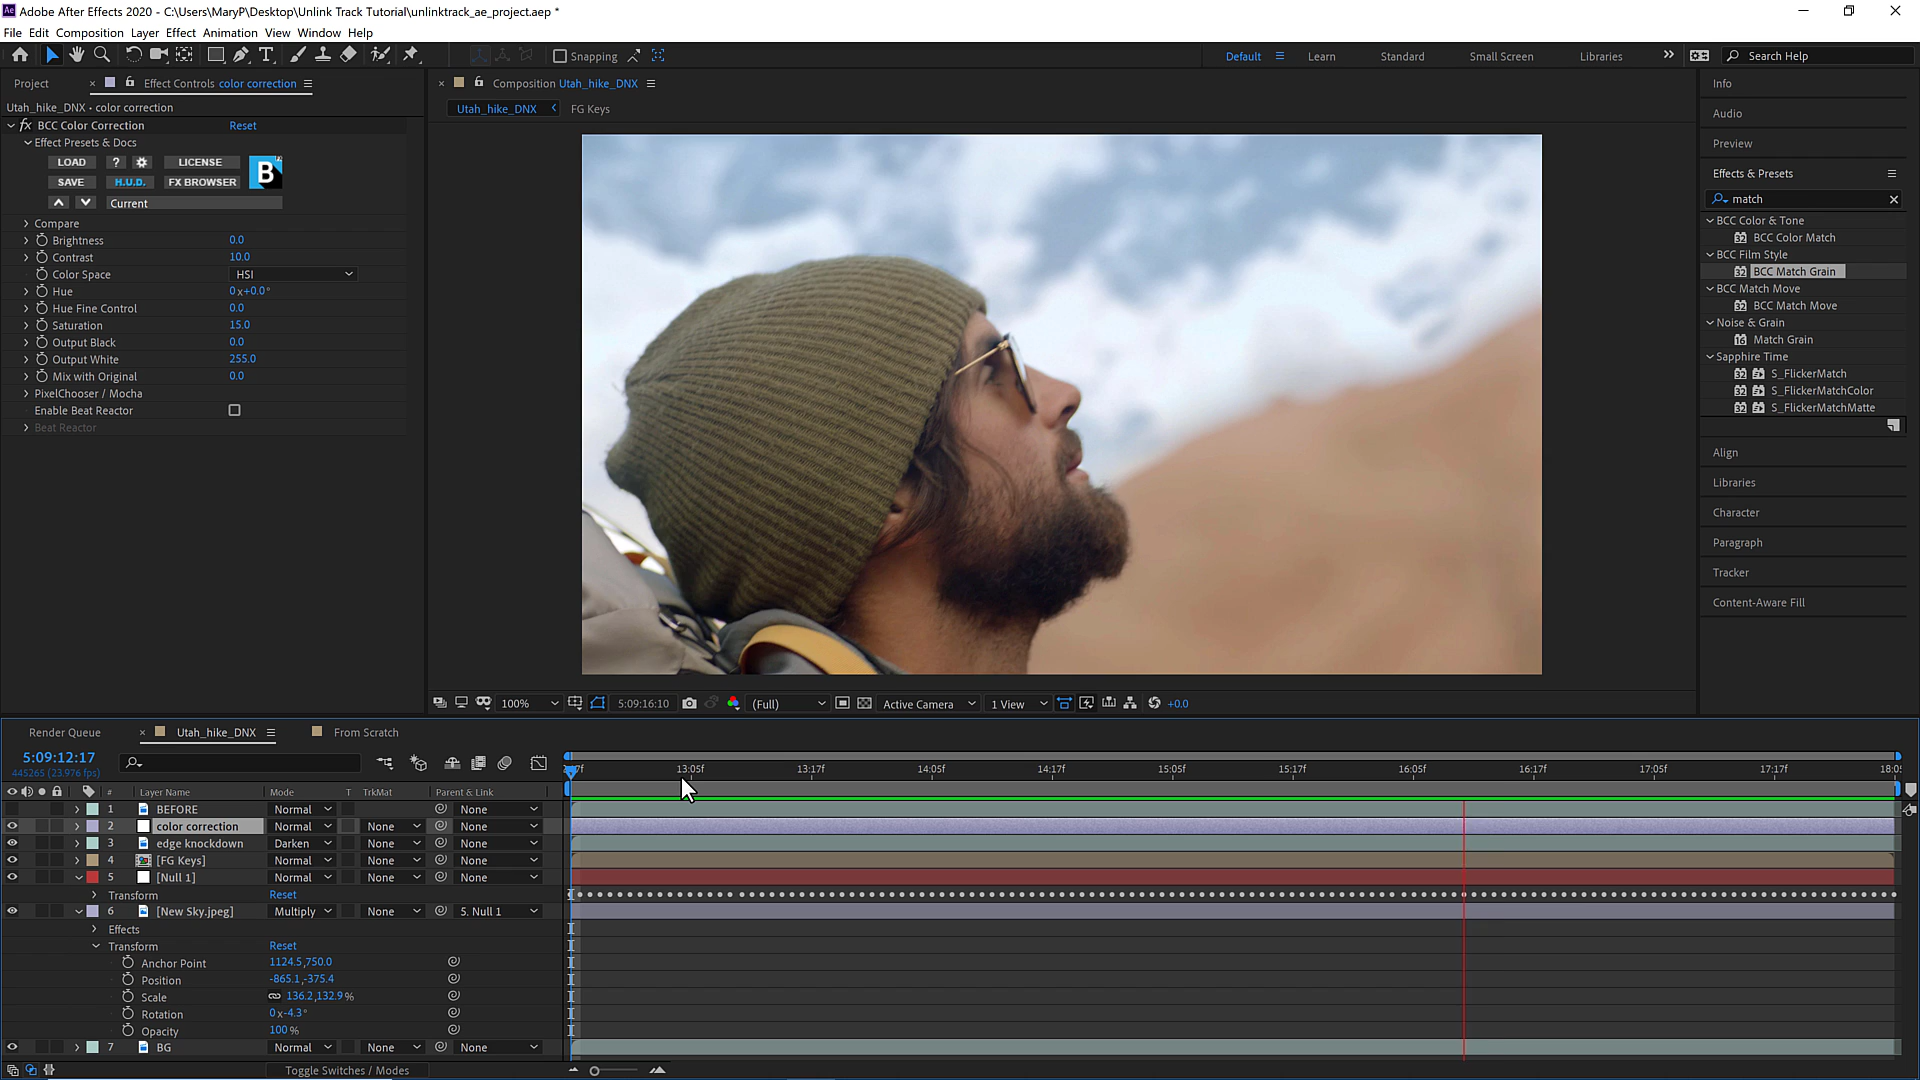 Ae Adobe After Effects 2020 - C:\Users\MaryP\Desktop\Unlink Track Tutorial\unlinktrack_ae_project.aep *
File Edit Composition Layer Effect Animation View Window Help
Snapping
Default Learn Standard Small Screen Libraries Search Help
Project Effect Controls color correction
Utah_hike_DNX • color correction
fx BCC Color Correction Reset
Effect Presets & Docs
LOAD ? LICENSE
SAVE H.U.D. FX BROWSER
B
Current
Compare
Brightness 0.0
Contrast 10.0
Color Space HSI
Hue 0x+0.0°
Hue Fine Control 0.0
Saturation 15.0
Output Black 0.0
Output White 255.0
Mix with Original 0.0
PixelChooser / Mocha
Enable Beat Reactor
Beat Reactor
Composition Utah_hike_DNX
Utah_hike_DNX FG Keys
100% 5:09:16:10 (Full) Active Camera 1 View +0.0
Info
Audio
Preview
Effects & Presets
match
BCC Color & Tone
BCC Color Match
BCC Film Style
BCC Match Grain
BCC Match Move
BCC Match Move
Noise & Grain
Match Grain
Sapphire Time
S_FlickerMatch
S_FlickerMatchColor
S_FlickerMatchMatte
Align
Libraries
Character
Paragraph
Tracker
Content-Aware Fill
Render Queue Utah_hike_DNX From Scratch
5:09:12:17
445265 (23.976 fps)
13:05f 13:17f 14:05f 14:17f 15:05f 15:17f 16:05f 16:17f 17:05f 17:17f
# Layer Name Mode T TrkMat Parent & Link
1 BEFORE Normal None
2 color correction Normal None None
3 edge knockdown Darken None None
4 [FG Keys] Normal None None
5 [Null 1] Normal None None
Transform Reset
6 [New Sky.jpeg] Multiply None 5. Null 1
Effects
Transform Reset
Anchor Point 1124.5,750.0
Position -865.1,-375.4
Scale 136.2,132.9%
Rotation 0x-4.3°
Opacity 100%
7 BG Normal None None
Toggle Switches / Modes